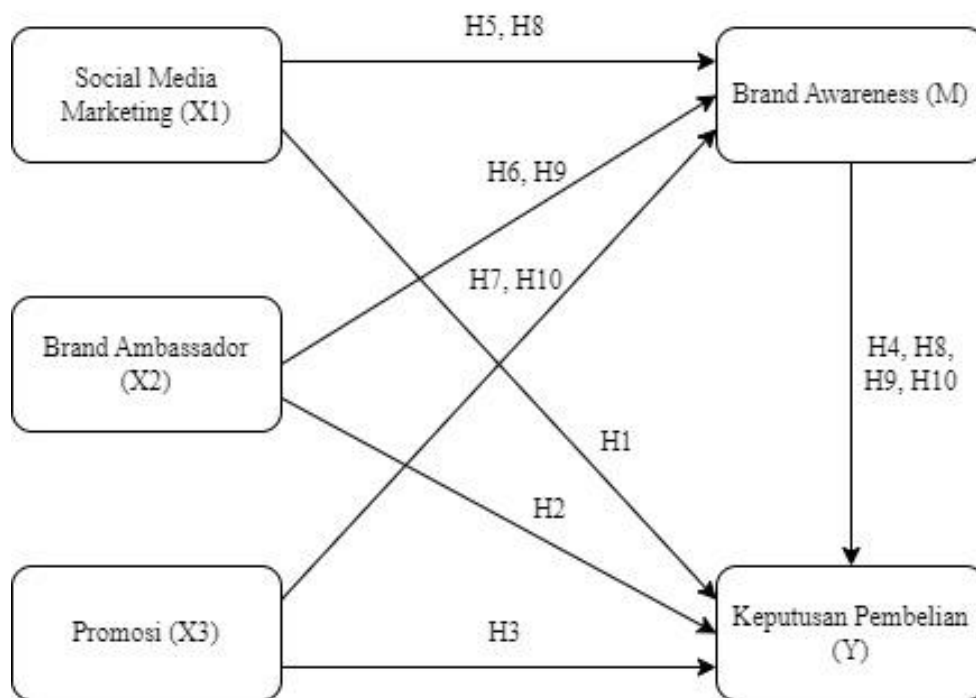 H5, H8
Social Media
Marketing (X1)
Brand Awareness (M)
H6, H9
H7, H10
Brand Ambassador
(X2)
H4, H8,
H9, H10
H1
H2
Promosi (X3)
H3
Keputusan Pembelian
(Y)